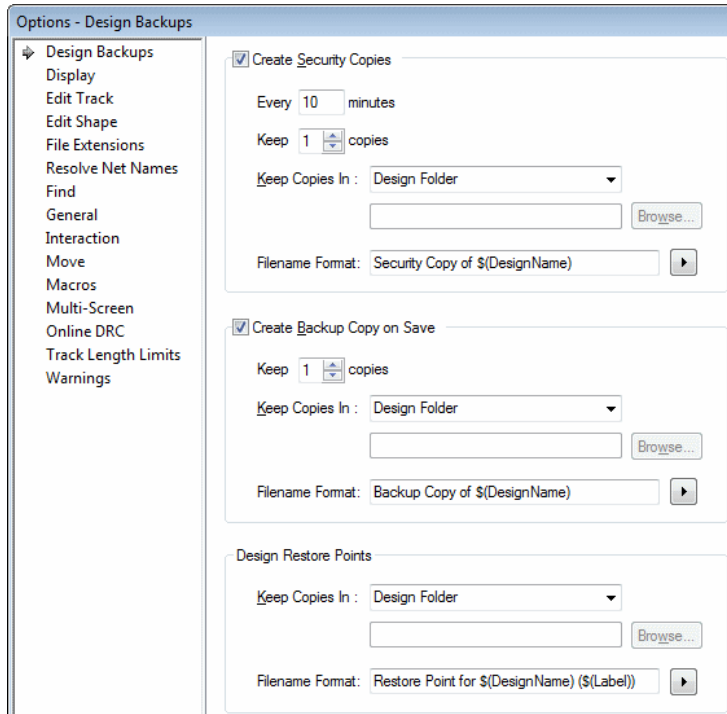 Options - Design Backups
Design Backups
Display
Edit Track
Edit Shape
File Extensions
Resolve Net Names
Find
General
Interaction
Move
Macros
Multi-Screen
Online DRC
Track Length Limits
Warnings
Create Security Copies
Every 10 minutes
Keep 1 copies
Keep Copies In : Design Folder
Browse...
Filename Format: Security Copy of $(DesignName)
Create Backup Copy on Save
Keep 1 copies
Keep Copies In : Design Folder
Browse...
Filename Format: Backup Copy of $(DesignName)
Design Restore Points
Keep Copies In : Design Folder
Browse...
Filename Format: Restore Point for $(DesignName) ($(Label))